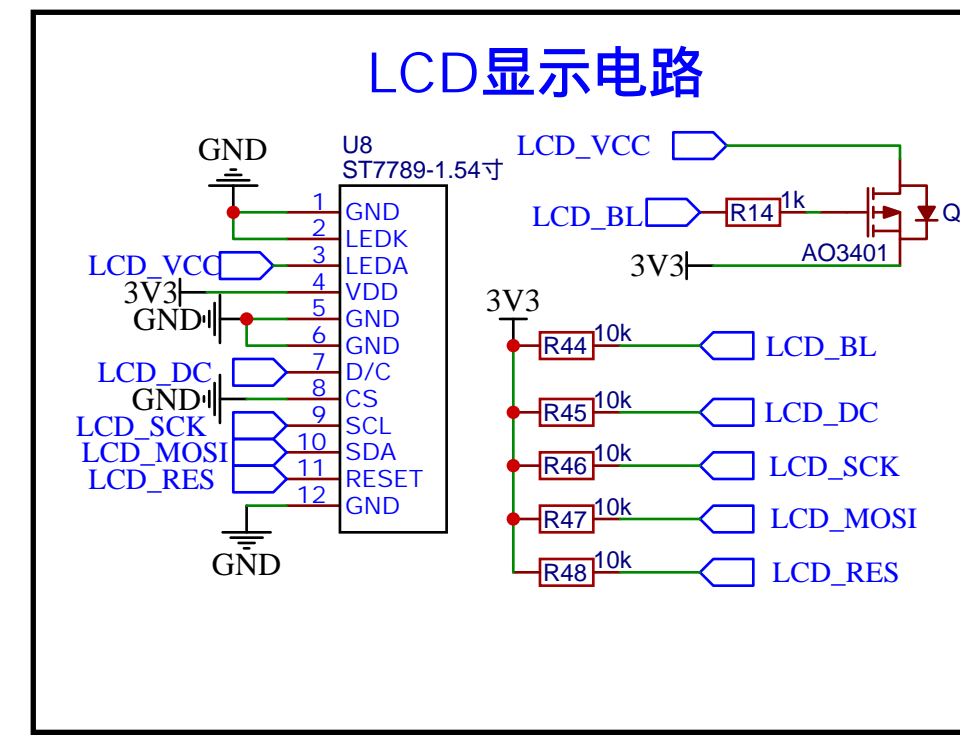 LCD显示电路
U8
ST7789-1.54寸
GND
1 GND
2 LEDK
LCD_VCC 3 LEDA
3V3 4 VDD
GND 5 GND
6 GND
LCD_DC 7 D/C
GND 8 CS
LCD_SCK 9 SCL
LCD_MOSI 10 SDA
LCD_RES 11 RESET
12 GND
GND
LCD_VCC
LCD_BL R14 1k
Q
AO3401
3V3
3V3
R44 10k LCD_BL
R45 10k LCD_DC
R46 10k LCD_SCK
R47 10k LCD_MOSI
R48 10k LCD_RES